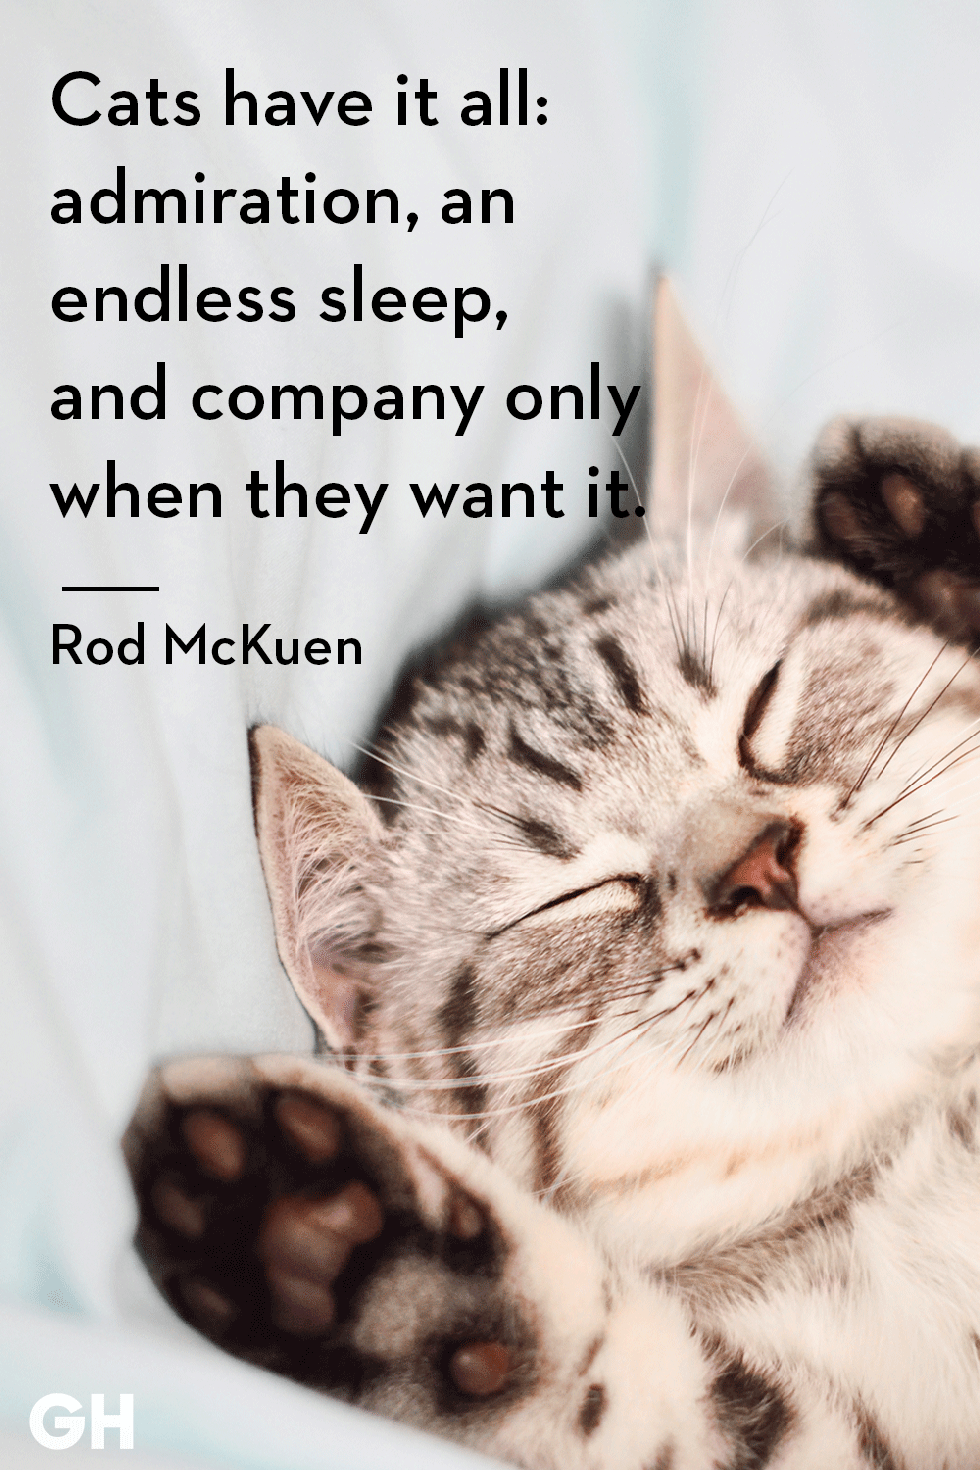 Cats have it all:
admiration, an
endless sleep,
and company only
when they want it.
Rod McKuen
GH